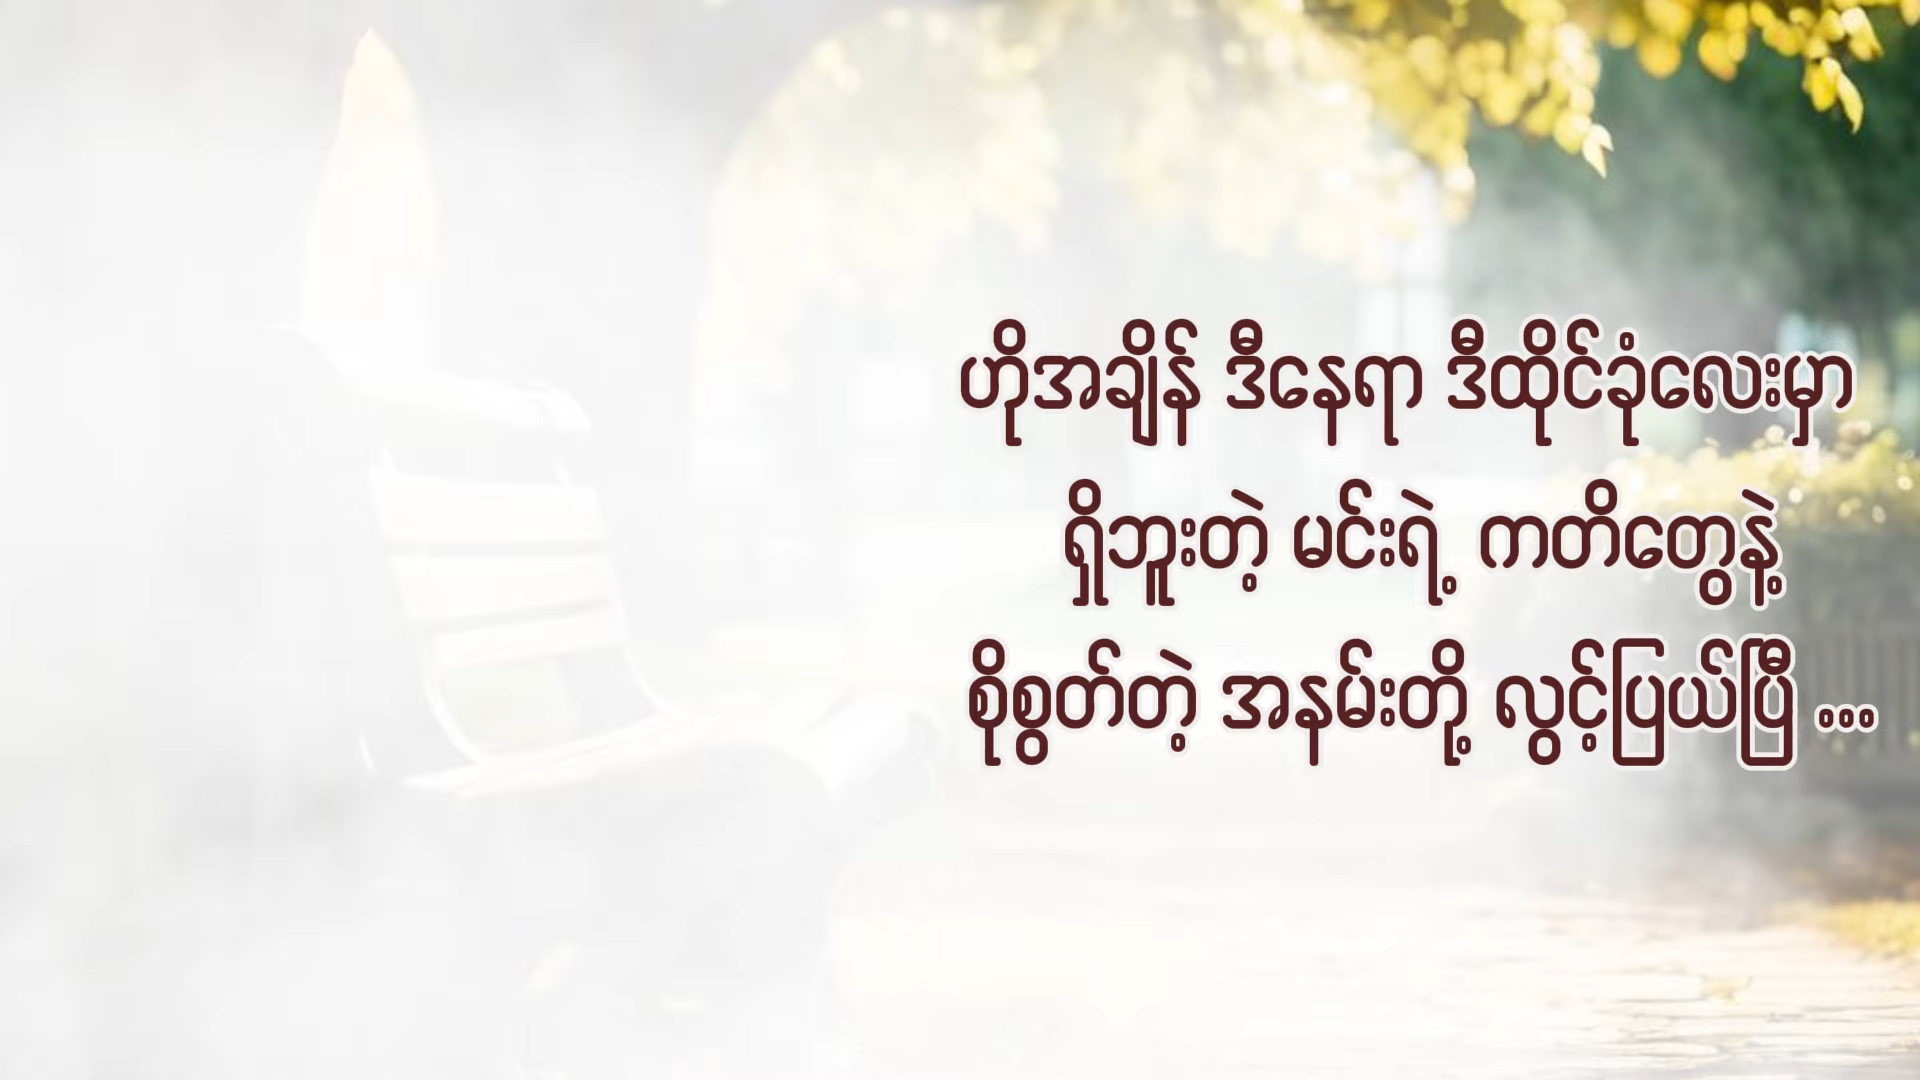 ဟိုအချိန် ဒီနေရာ ဒီထိုင်ခုံလေးမှာ
ရှိဘူးတဲ့ မင်းရဲ့ ကတိတွေနဲ့
စိုစွတ်တဲ့ အနမ်းတို့ လွင့်ပြယ်ပြီ ...